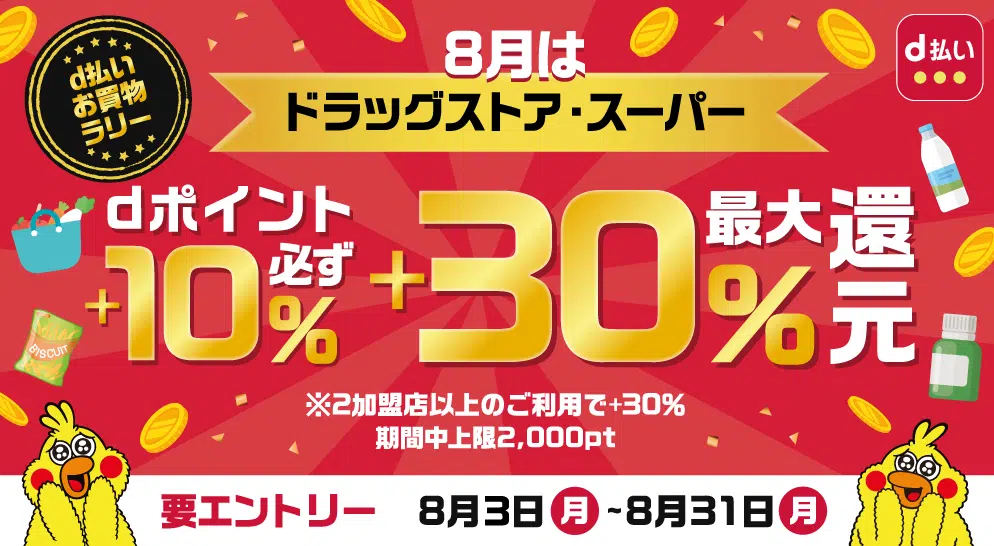 d払い
お買物
ラリー
8月は
ドラッグストア・スーパー
d払い
dポイント
必ず
+10%
+30%
最大
還元
BISCUIT
※2加盟店以上のご利用で+30%
期間中上限2,000pt
要エントリー 8月3日月~8月31日月